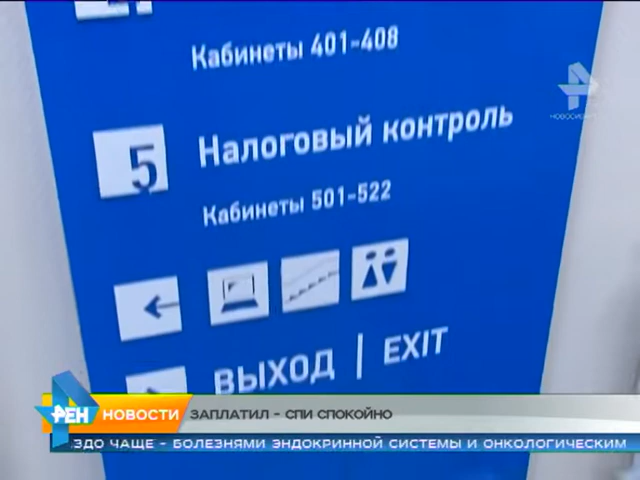 Кабинеты 401-408
НОВОСИБИРСК
5 Налоговый контроль
Кабинеты 501-522
ВЫХОД | EXIT
РЕН НОВОСТИ ЗАПЛАТИЛ - СПИ СПОКОЙНО
ЗДО ЧАЩЕ - БОЛЕЗНЯМИ ЭНДОКРИННОЙ СИСТЕМЫ И ОНКОЛОГИЧЕСКИМ